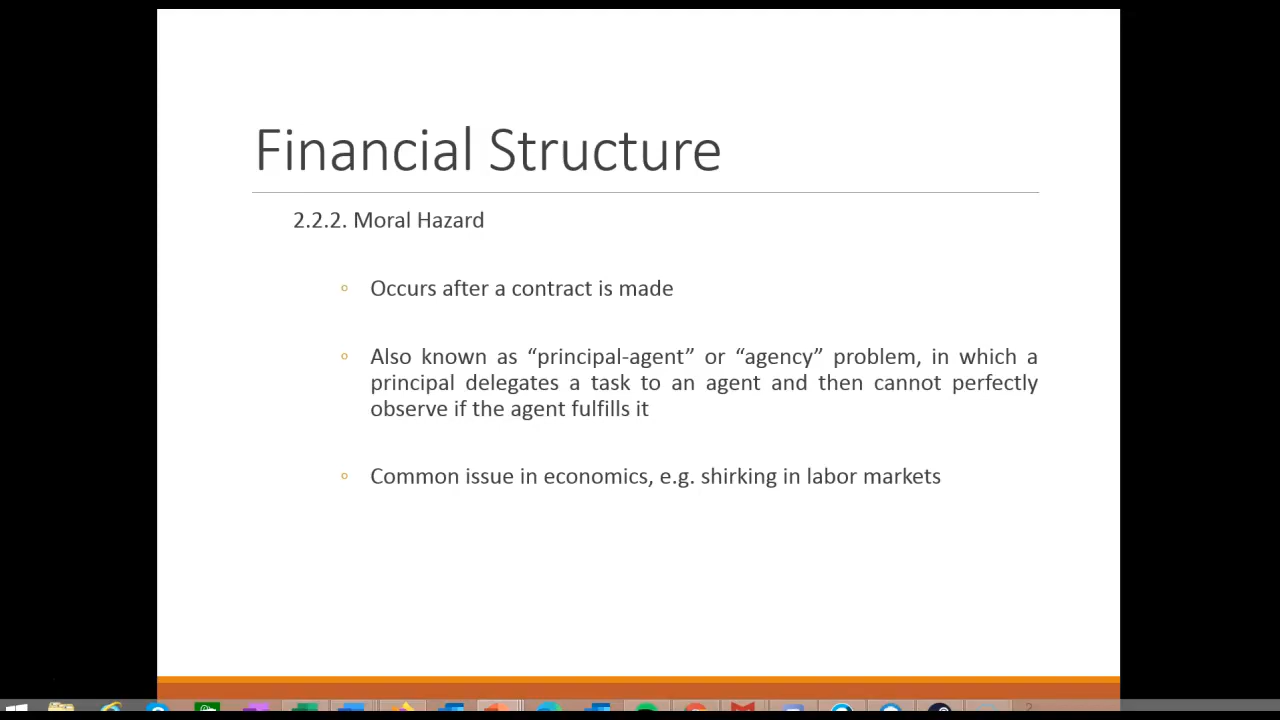 Financial Structure
2.2.2. Moral Hazard
Occurs after a contract is made
Also known as “principal-agent” or “agency” problem, in which a
principal delegates a task to an agent and then cannot perfectly
observe if the agent fulfills it
Common issue in economics, e.g. shirking in labor markets
2